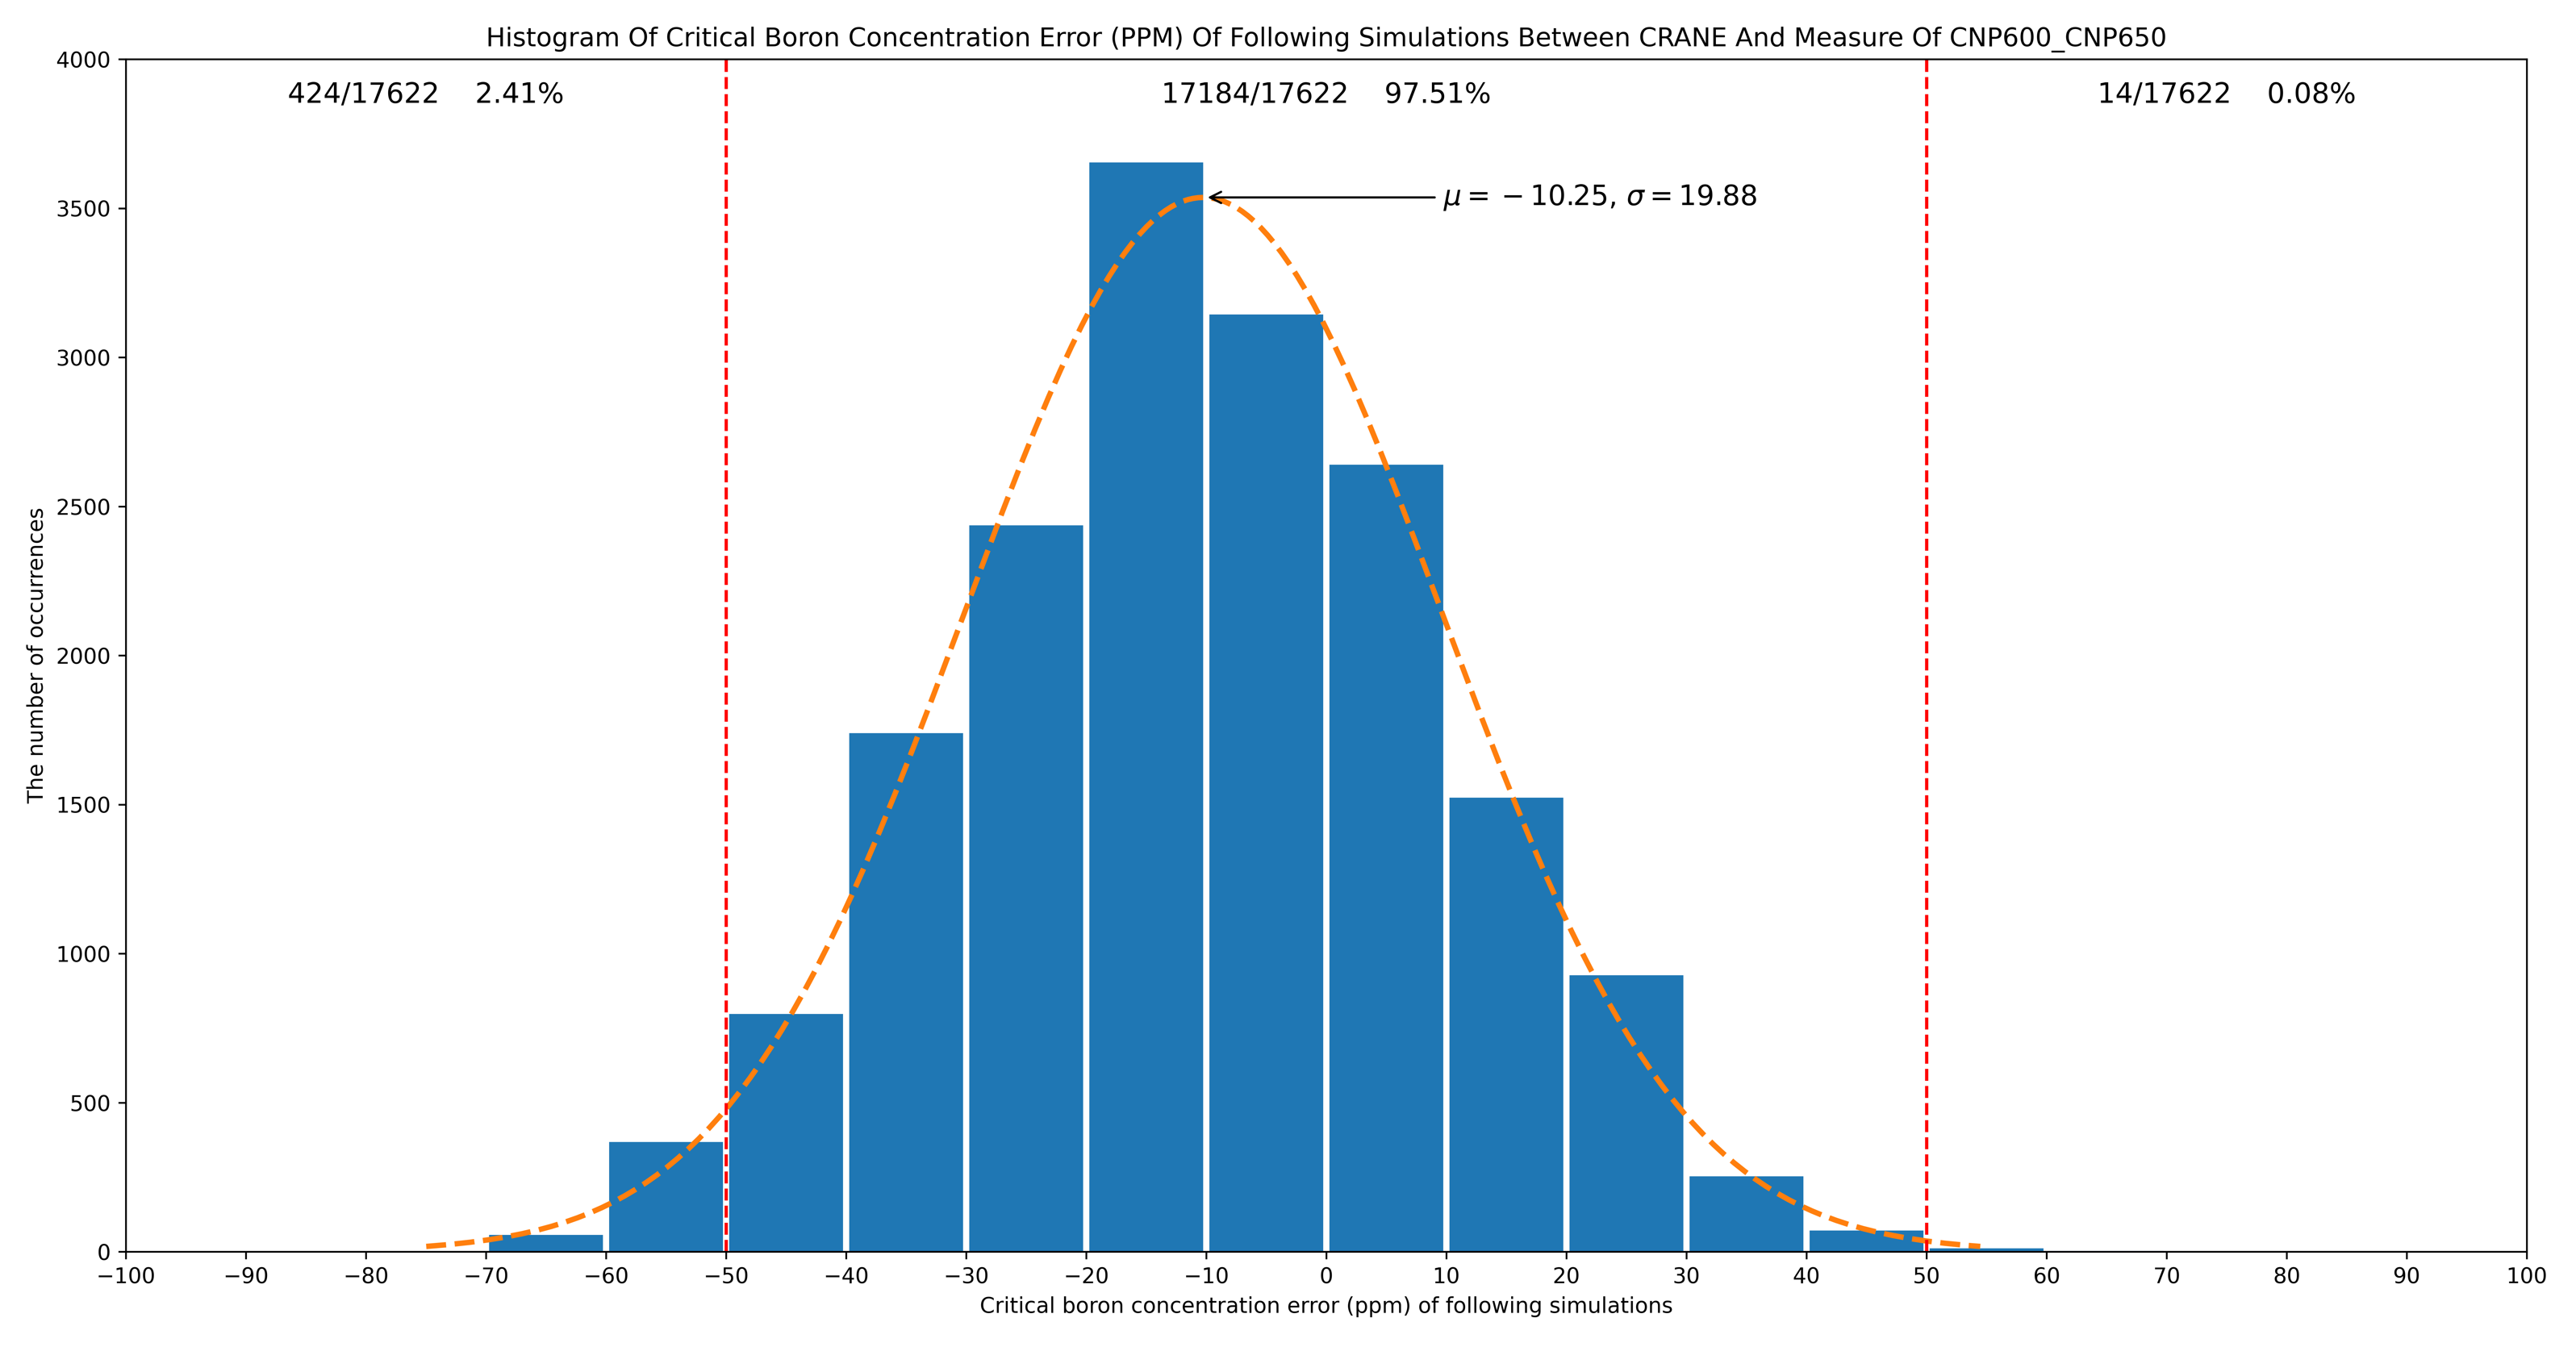 Histogram Of Critical Boron Concentration Error (PPM) Of Following Simulations Between CRANE And Measure Of CNP600_CNP650
424/17622 2.41%
17184/17622 97.51%
14/17622 0.08%
μ = −10.25, σ = 19.88
The number of occurrences
4000
3500
3000
2500
2000
1500
1000
500
0
−100 −90 −80 −70 −60 −50 −40 −30 −20 −10 0 10 20 30 40 50 60 70 80 90 100
Critical boron concentration error (ppm) of following simulations